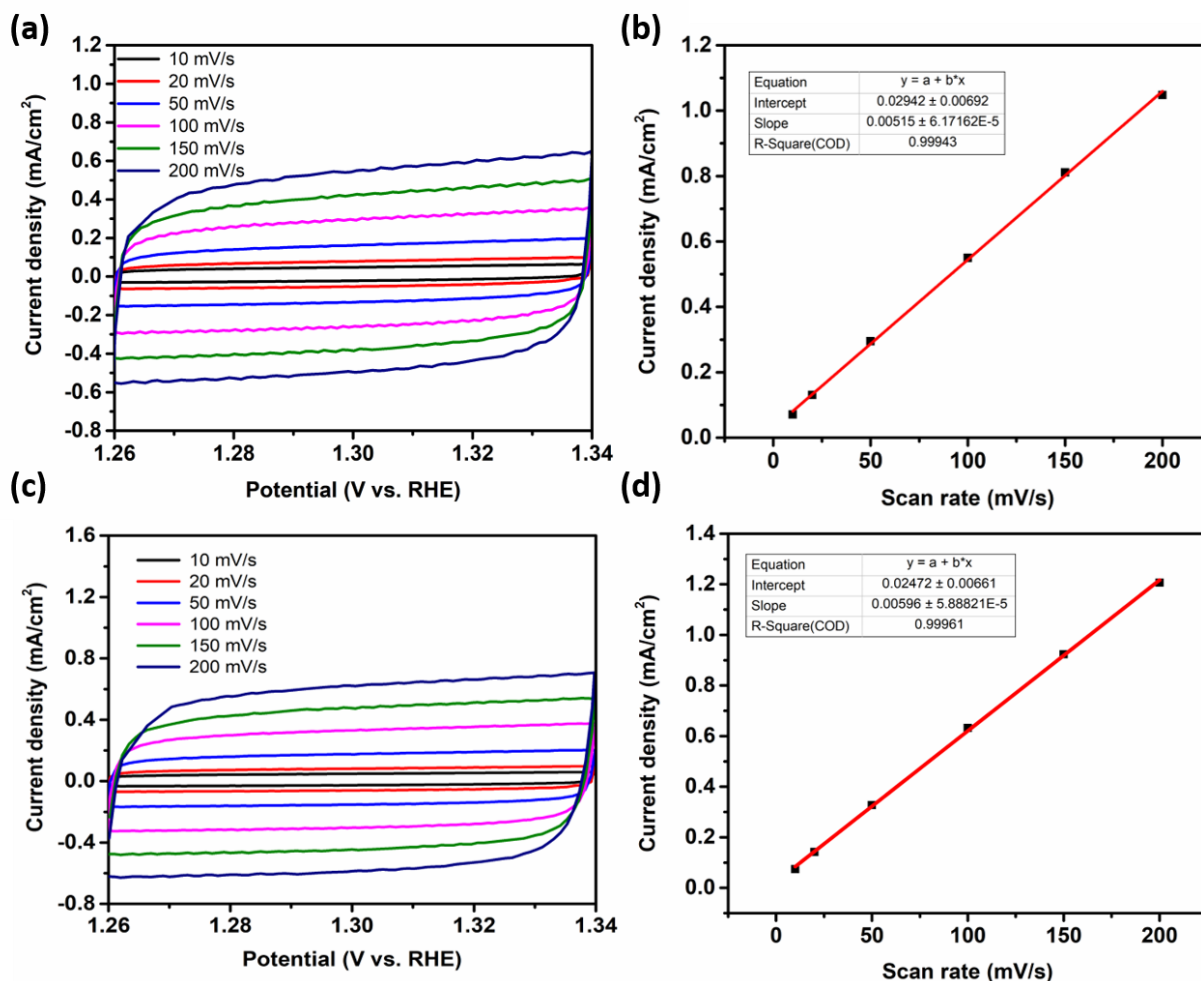 (a)
1.2
1.0
0.8
0.6
0.4
0.2
0.0
-0.2
-0.4
-0.6
-0.8
Current density (mA/cm²)
10 mV/s
20 mV/s
50 mV/s
100 mV/s
150 mV/s
200 mV/s
1.26 1.28 1.30 1.32 1.34
Potential (V vs. RHE)
(b)
1.2
1.0
0.8
0.6
0.4
0.2
0.0
Current density (mA/cm²)
Equation y = a + b*x
Intercept 0.02942 ± 0.00692
Slope 0.00515 ± 6.17162E-5
R-Square(COD) 0.99943
0 50 100 150 200
Scan rate (mV/s)
(c)
1.6
1.2
0.8
0.4
0.0
-0.4
-0.8
Current density (mA/cm²)
10 mV/s
20 mV/s
50 mV/s
100 mV/s
150 mV/s
200 mV/s
1.26 1.28 1.30 1.32 1.34
Potential (V vs. RHE)
(d)
1.4
1.2
1.0
0.8
0.6
0.4
0.2
0.0
Current density (mA/cm²)
Equation y = a + b*x
Intercept 0.02472 ± 0.00661
Slope 0.00596 ± 5.88821E-5
R-Square(COD) 0.99961
0 50 100 150 200
Scan rate (mV/s)